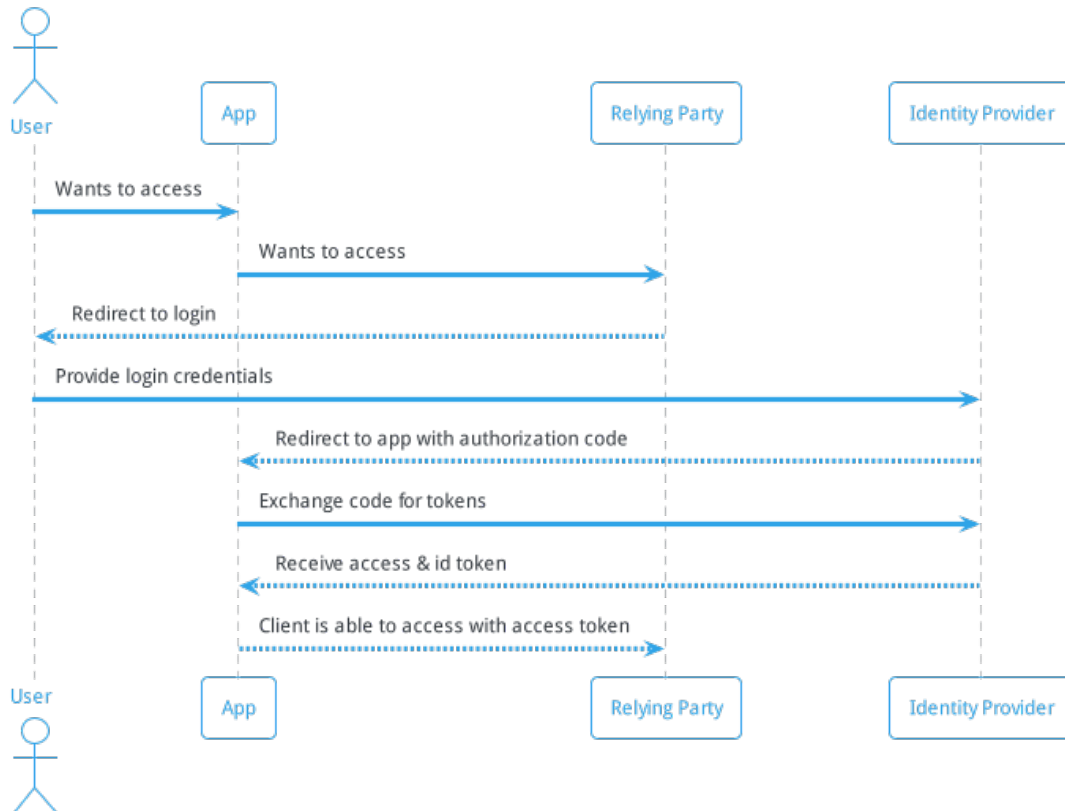 User
App
Relying Party
Identity Provider
Wants to access
Wants to access
Redirect to login
Provide login credentials
Redirect to app with authorization code
Exchange code for tokens
Receive access & id token
Client is able to access with access token
User
App
Relying Party
Identity Provider